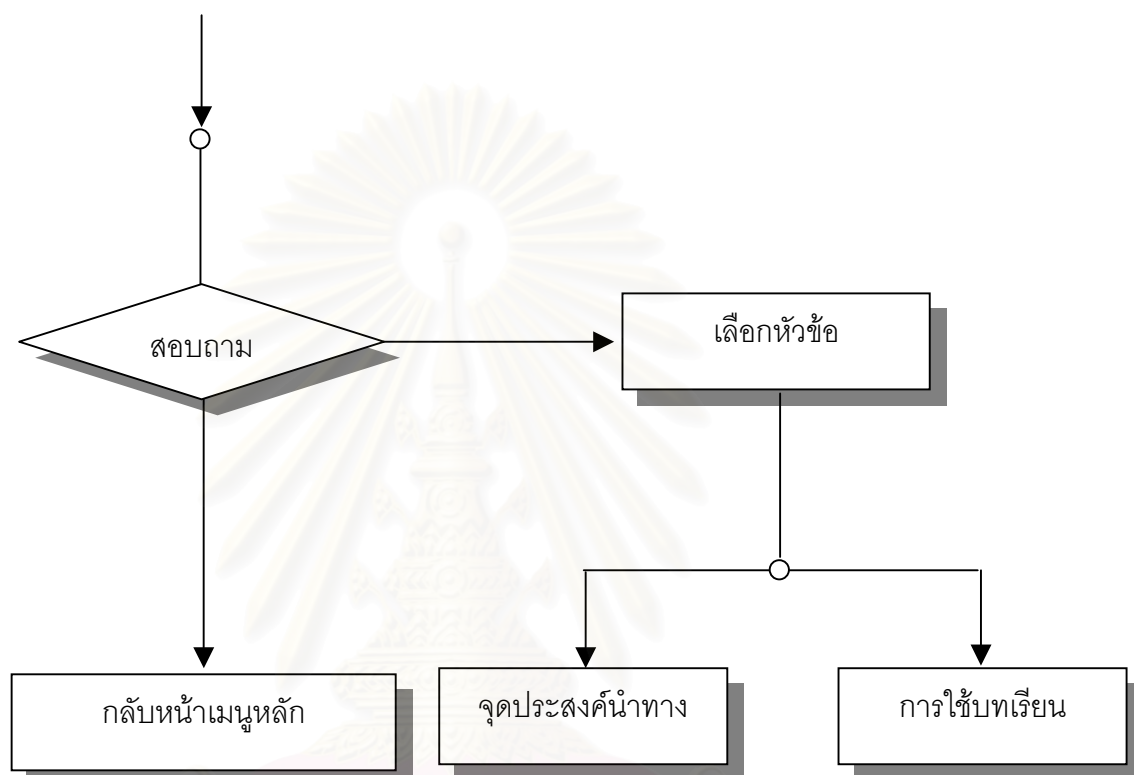 สอบถาม
เลือกหัวข้อ
กลับหน้าเมนูหลัก
จุดประสงค์นำทาง
การใช้บทเรียน